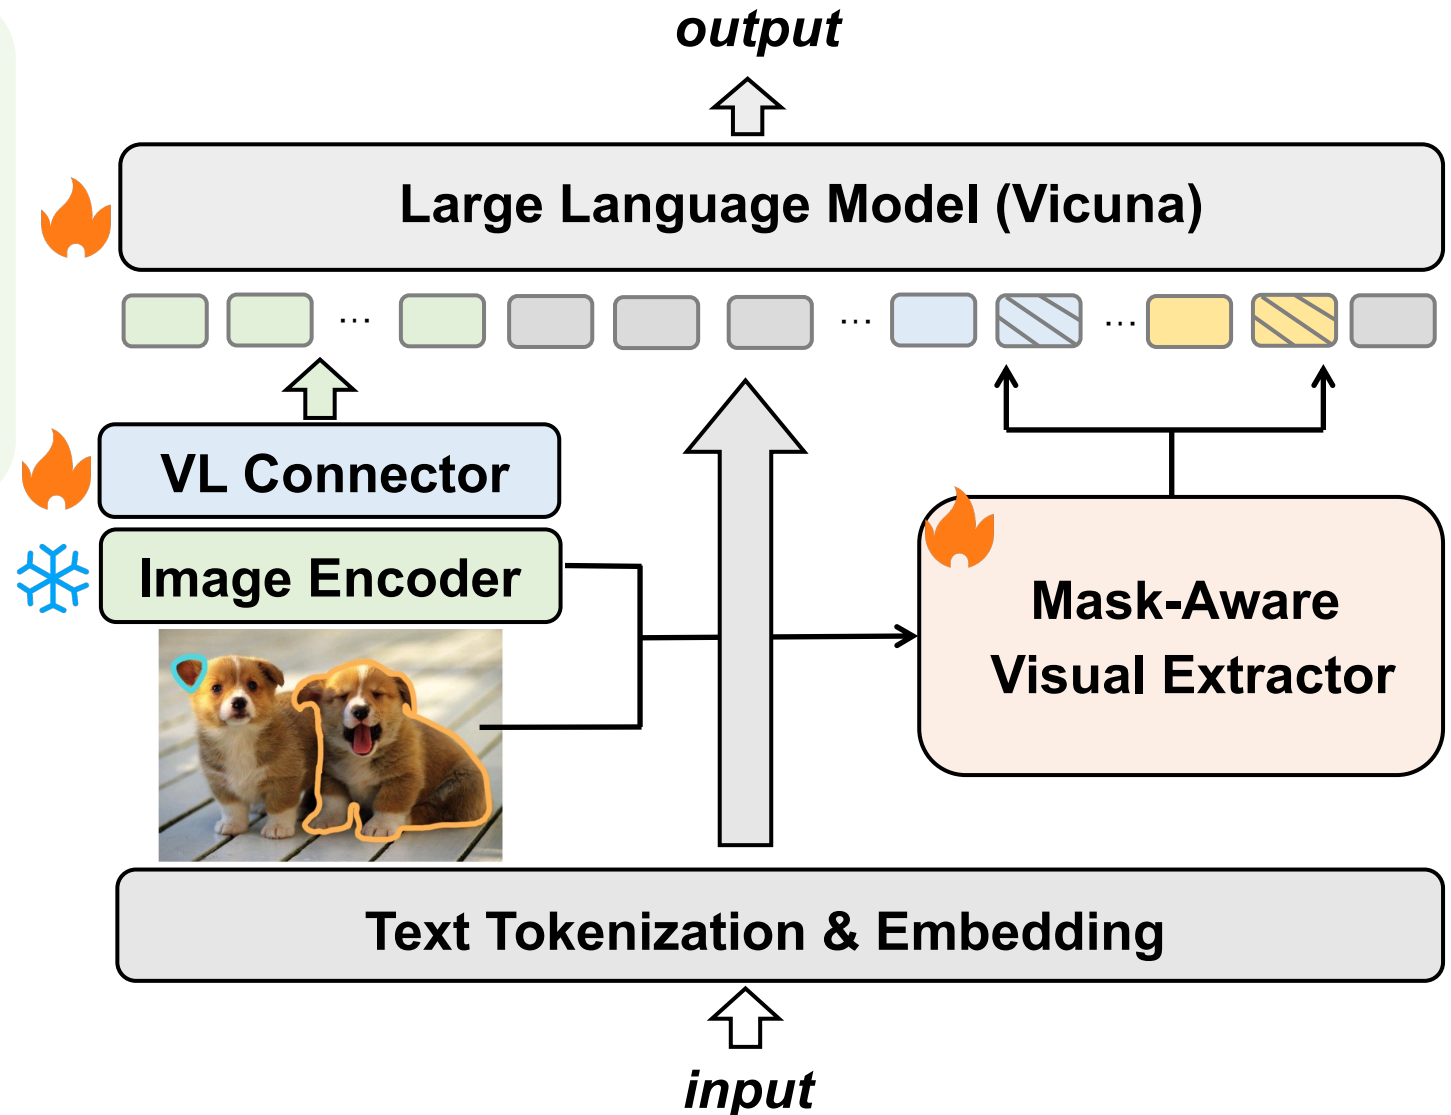 output
Large Language Model (Vicuna)
... ... ...
VL Connector
Image Encoder
Mask-Aware
Visual Extractor
Text Tokenization & Embedding
input